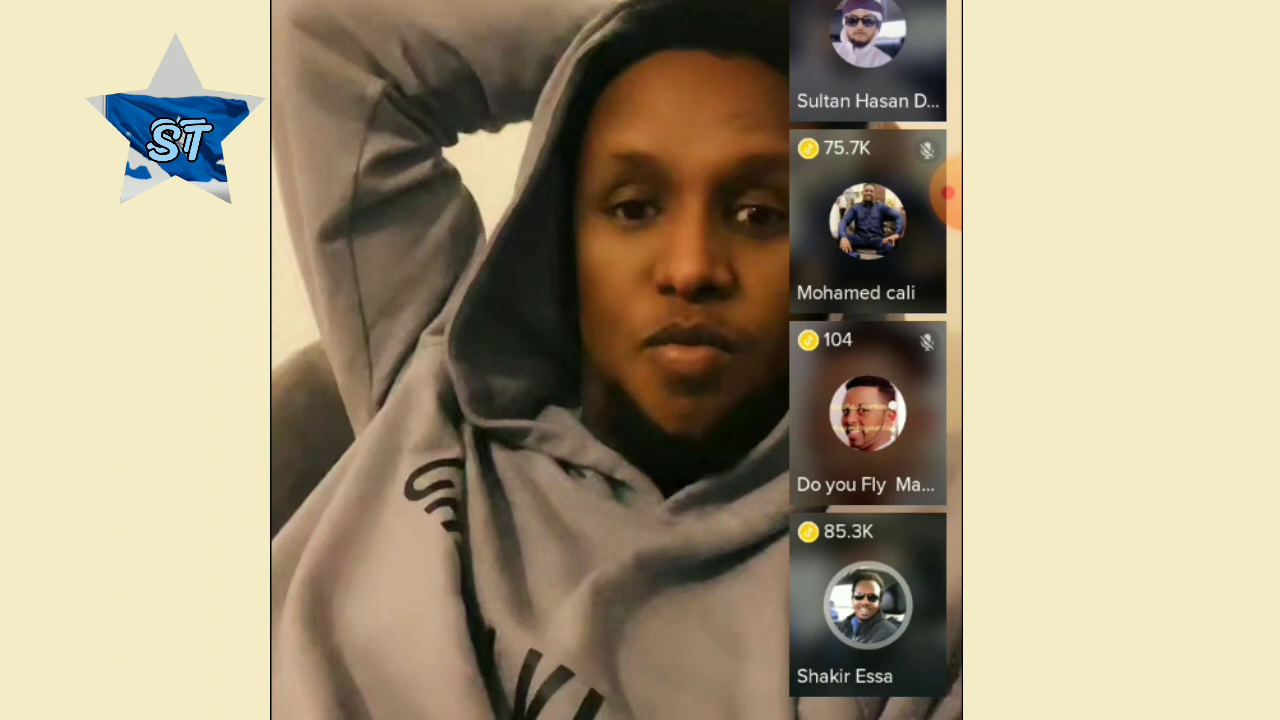 ST
Sultan Hasan D...
75.7K
Mohamed cali
104
Do you Fly Ma...
85.3K
Shakir Essa